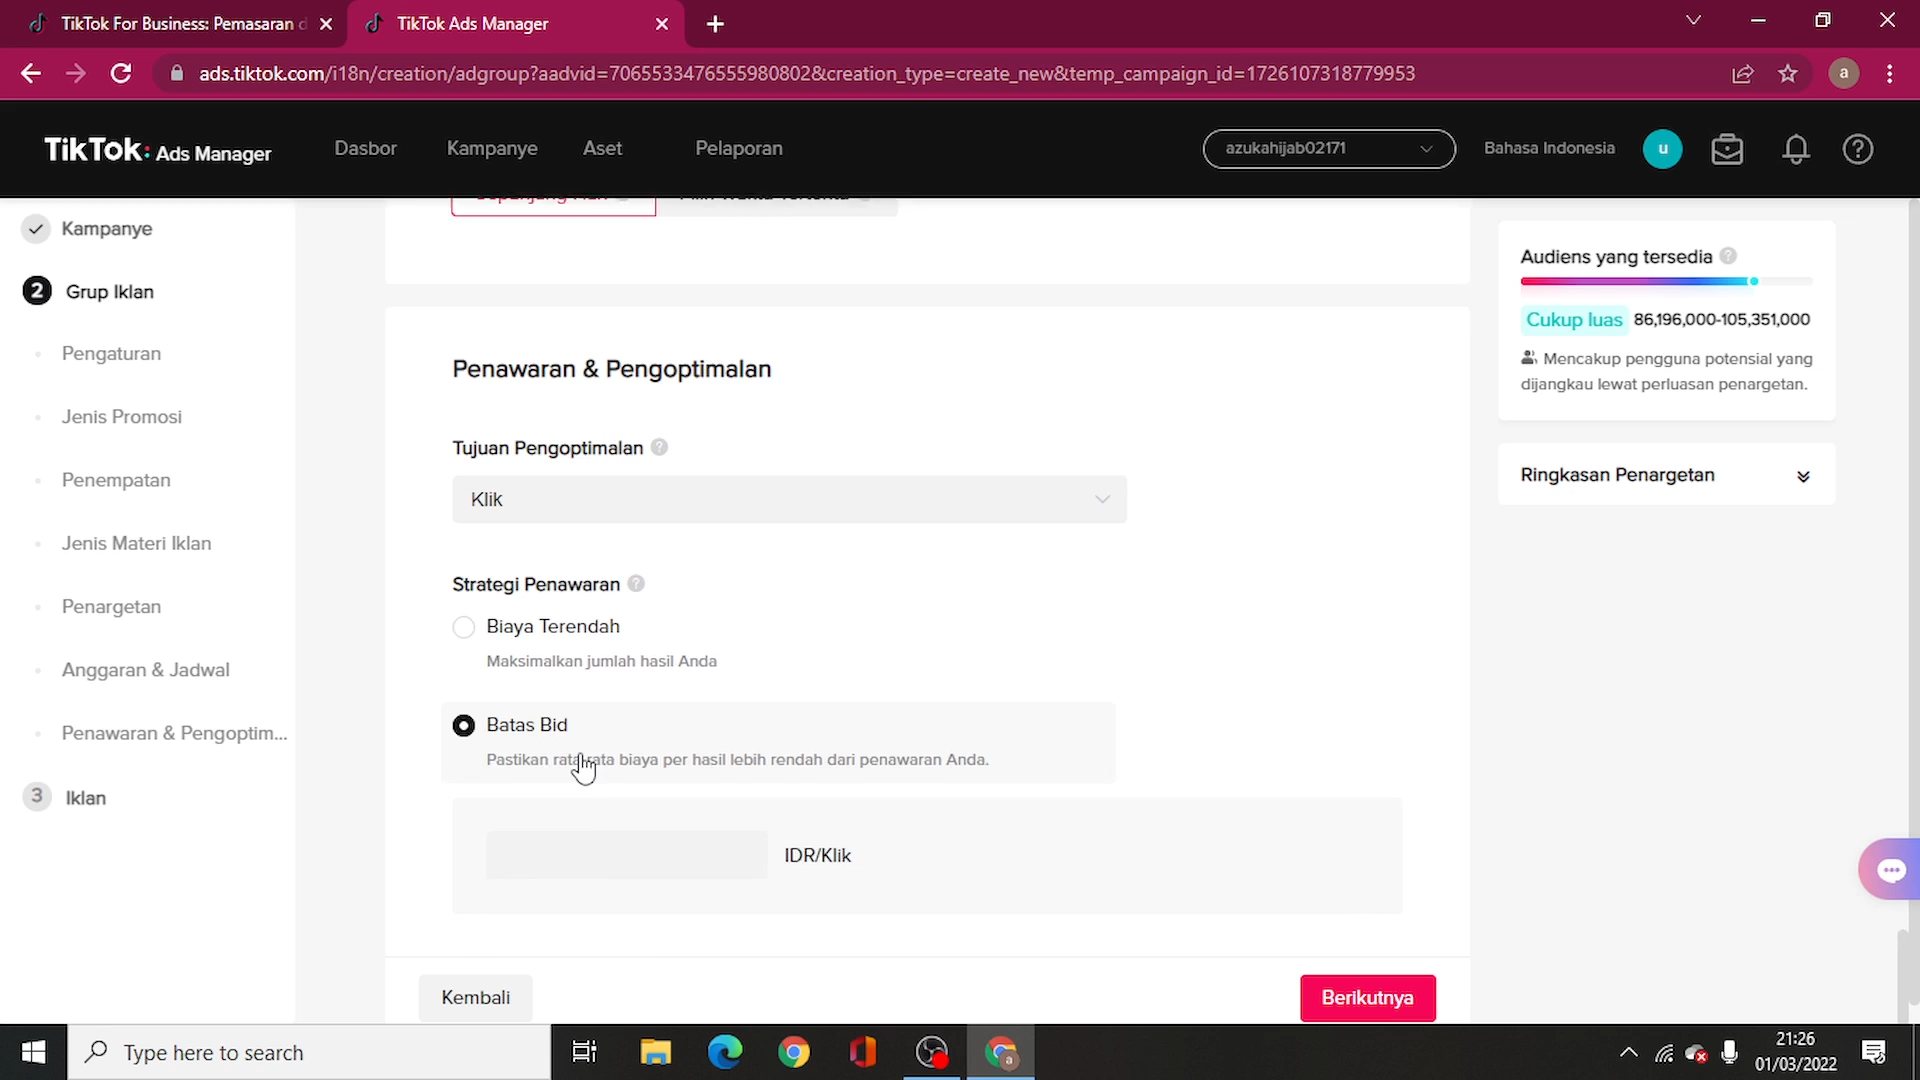 TikTok For Business: Pemasaran d
TikTok Ads Manager
ads.tiktok.com/i18n/creation/adgroup?aadvid=7065533476555980802&creation_type=create_new&temp_campaign_id=1726107318779953
a
TikTok: Ads Manager
Dasbor
Kampanye
Aset
Pelaporan
azukahijab02171
Bahasa Indonesia
u
Kampanye
2 Grup Iklan
Pengaturan
Jenis Promosi
Penempatan
Jenis Materi Iklan
Penargetan
Anggaran & Jadwal
Penawaran & Pengoptim...
3 Iklan
Penawaran & Pengoptimalan
Tujuan Pengoptimalan ?
Klik
Strategi Penawaran ?
Biaya Terendah
Maksimalkan jumlah hasil Anda
Batas Bid
Pastikan rata-rata biaya per hasil lebih rendah dari penawaran Anda.
IDR/Klik
Kembali
Berikutnya
Audiens yang tersedia ?
Cukup luas 86,196,000-105,351,000
Mencakup pengguna potensial yang
dijangkau lewat perluasan penargetan.
Ringkasan Penargetan
Type here to search
a
21:26
01/03/2022